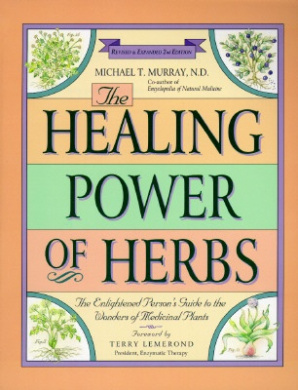 REVISED & EXPANDED 2ND EDITION
MICHAEL T. MURRAY, N.D.
Co-author of
Encyclopedia of Natural Medicine
The
HEALING
POWER
OF HERBS
The Enlightened Person's Guide to the
Wonders of Medicinal Plants
Foreword by
TERRY LEMEROND
President, Enzymatic Therapy